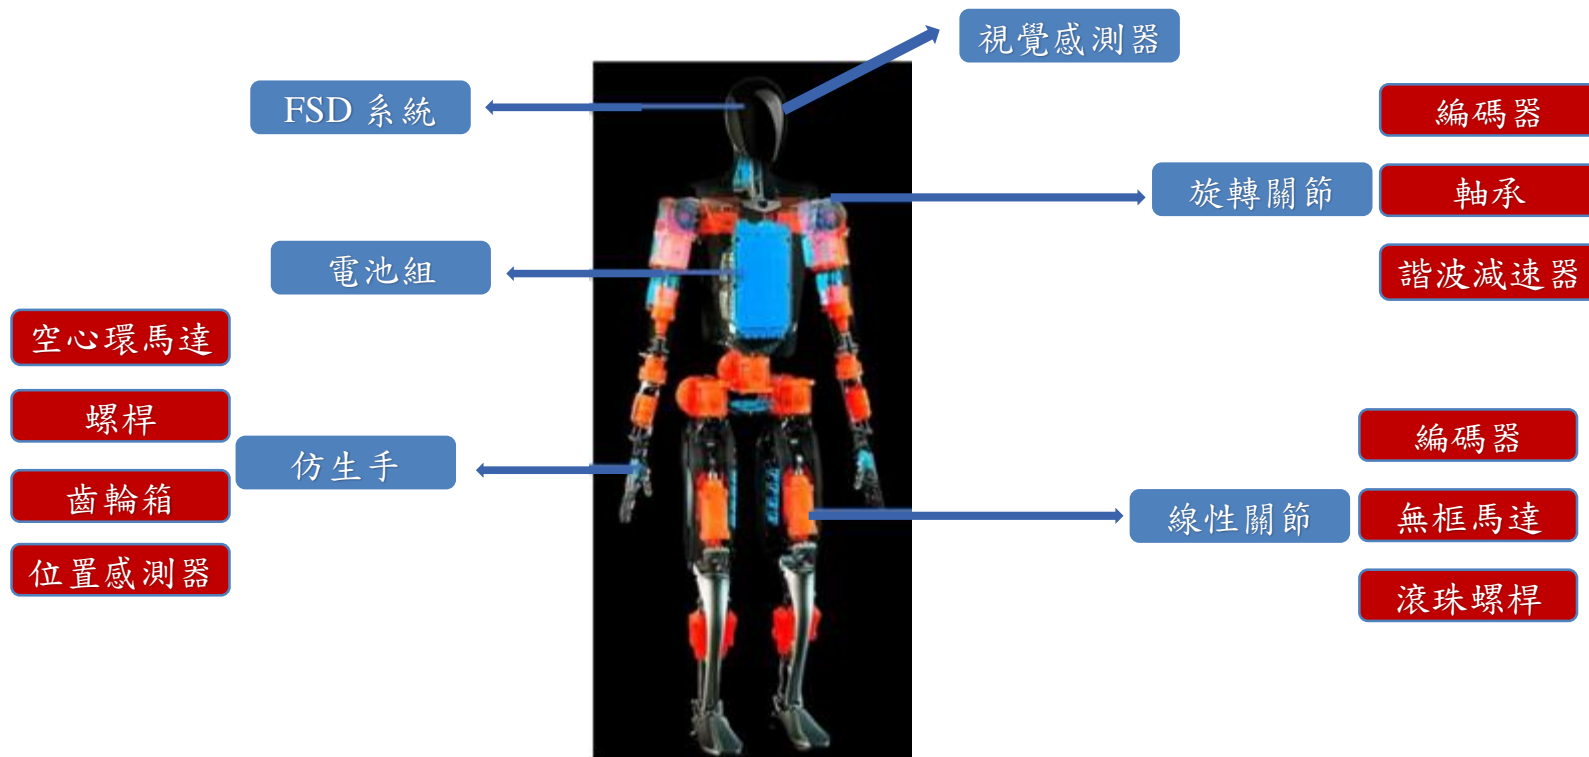 視覺感測器
FSD 系統
編碼器
旋轉關節
軸承
諧波減速器
電池組
空心環馬達
螺桿
仿生手
齒輪箱
位置感測器
編碼器
線性關節
無框馬達
滾珠螺桿